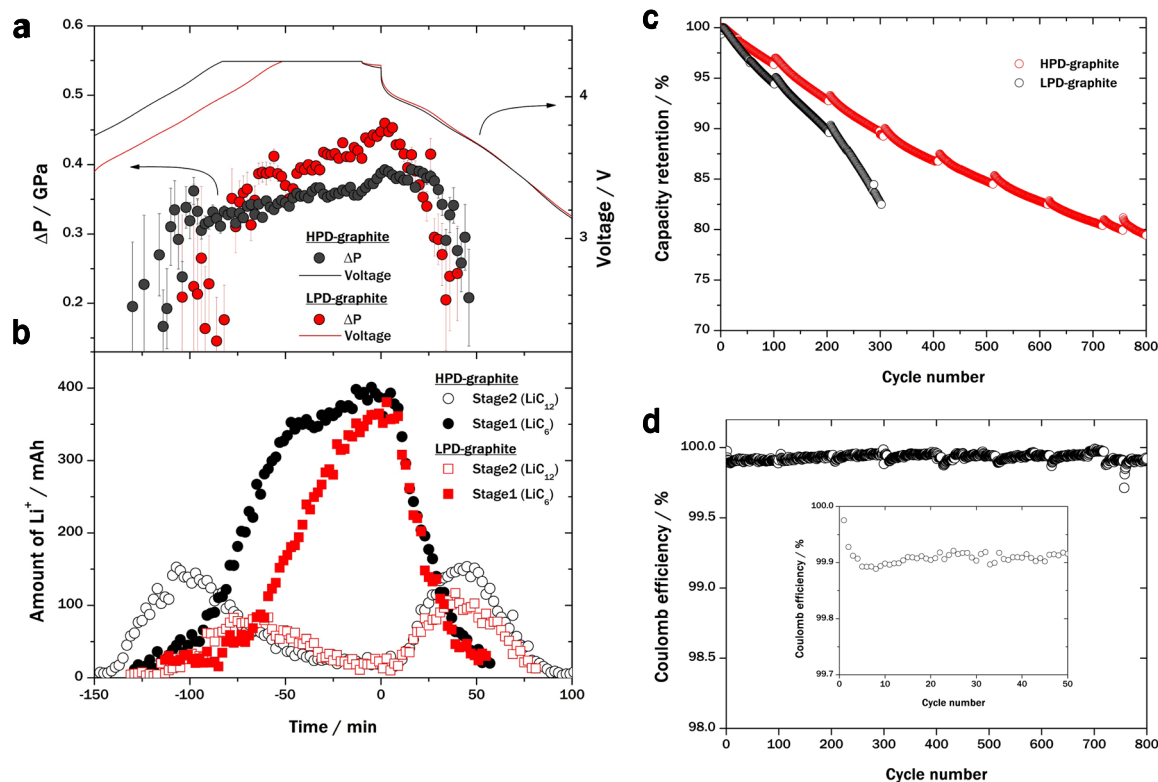 a
0.6
0.5
0.4
0.3
0.2
ΔP / GPa
4
3
Voltage / V
HPD-graphite
ΔP
Voltage
LPD-graphite
ΔP
Voltage
b
400
300
200
100
0
Amount of Li⁺ / mAh
HPD-graphite
Stage2 (LiC₁₂)
Stage1 (LiC₆)
LPD-graphite
Stage2 (LiC₁₂)
Stage1 (LiC₆)
-150 -100 -50 0 50 100
Time / min
c
100
95
90
85
80
75
70
Capacity retention / %
HPD-graphite
LPD-graphite
0 100 200 300 400 500 600 700 800
Cycle number
d
100.0
99.5
99.0
98.5
98.0
Coulomb efficiency / %
100.0
99.9
99.8
99.7
Coulomb efficiency / %
0 10 20 30 40 50
Cycle number
0 100 200 300 400 500 600 700 800
Cycle number